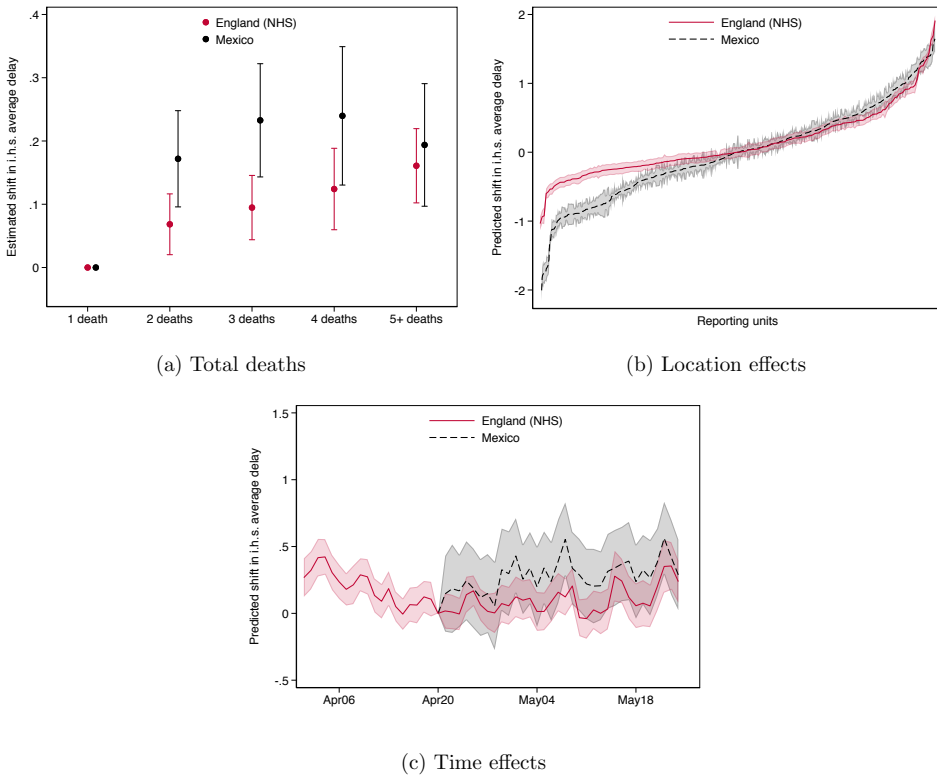 England (NHS)
Mexico
Estimated shift in i.h.s. average delay
.4
.3
.2
.1
0
1 death
2 deaths
3 deaths
4 deaths
5+ deaths
(a) Total deaths
England (NHS)
Mexico
Predicted shift in i.h.s. average delay
2
1
0
-1
-2
Reporting units
(b) Location effects
England (NHS)
Mexico
Predicted shift in i.h.s. average delay
1.5
1
.5
0
-.5
Apr06
Apr20
May04
May18
(c) Time effects